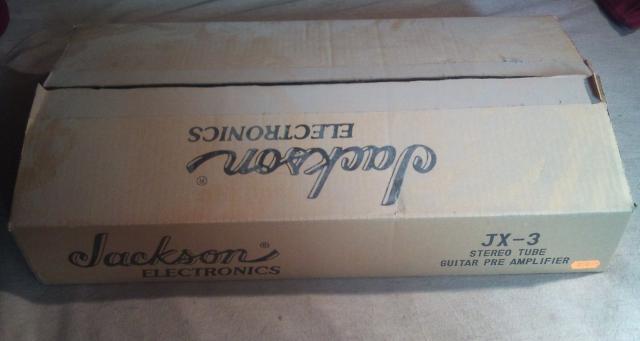 Jackson®
ELECTRONICS
Jackson®
ELECTRONICS
JX-3
STEREO TUBE
GUITAR PRE AMPLIFIER